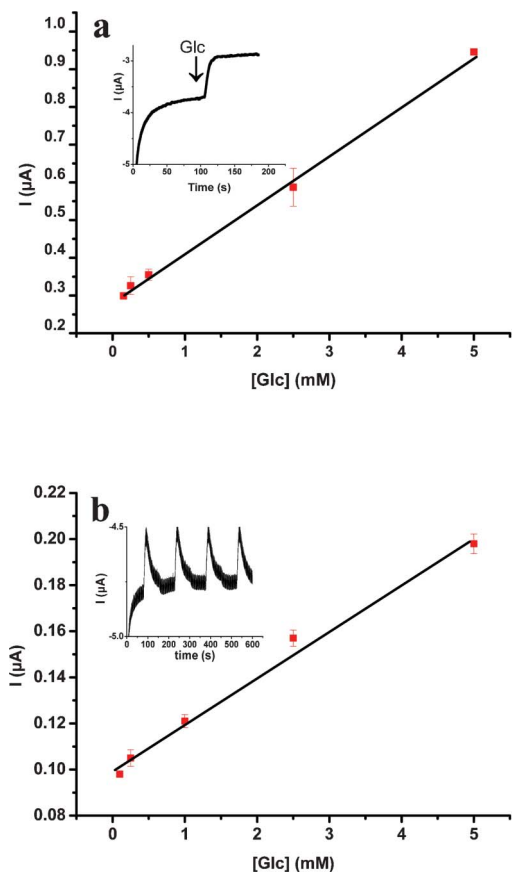 1.0
0.9
0.8
0.7
0.6
0.5
0.4
0.3
0.2
I (µA)
a
Glc
-3
-4
-5
I (µA)
0 50 100 150 200
Time (s)
0 1 2 3 4 5
[Glc] (mM)
0.22
0.20
0.18
0.16
0.14
0.12
0.10
0.08
I (µA)
b
-4.5
-5.0
I (µA)
0 100 200 300 400 500 600
time (s)
0 1 2 3 4 5
[Glc] (mM)